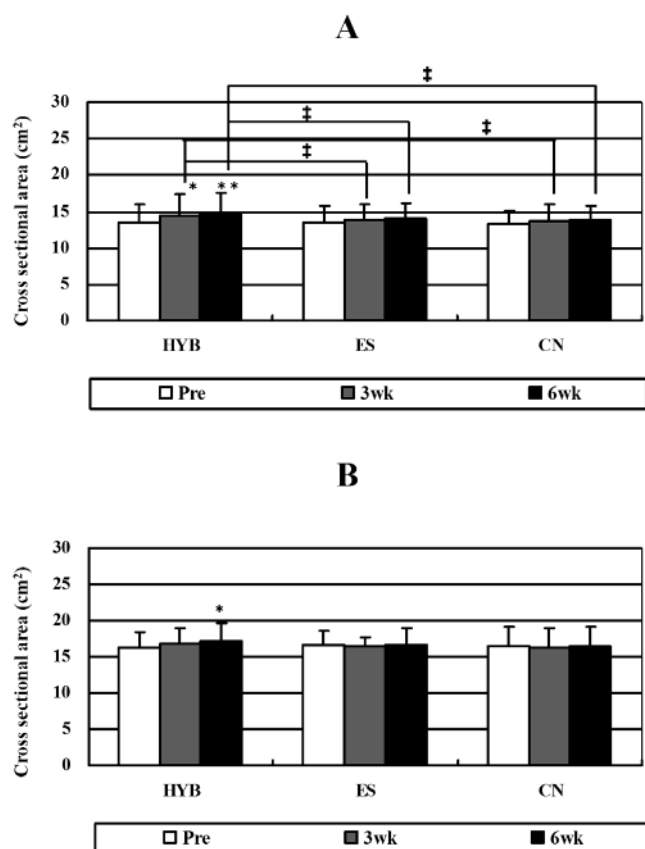 A
Cross sectional area (cm²)
30
25
20
15
10
5
0
‡
‡
‡
‡
*
**
HYB ES CN
Pre 3wk 6wk
B
Cross sectional area (cm²)
30
25
20
15
10
5
0
*
HYB ES CN
Pre 3wk 6wk